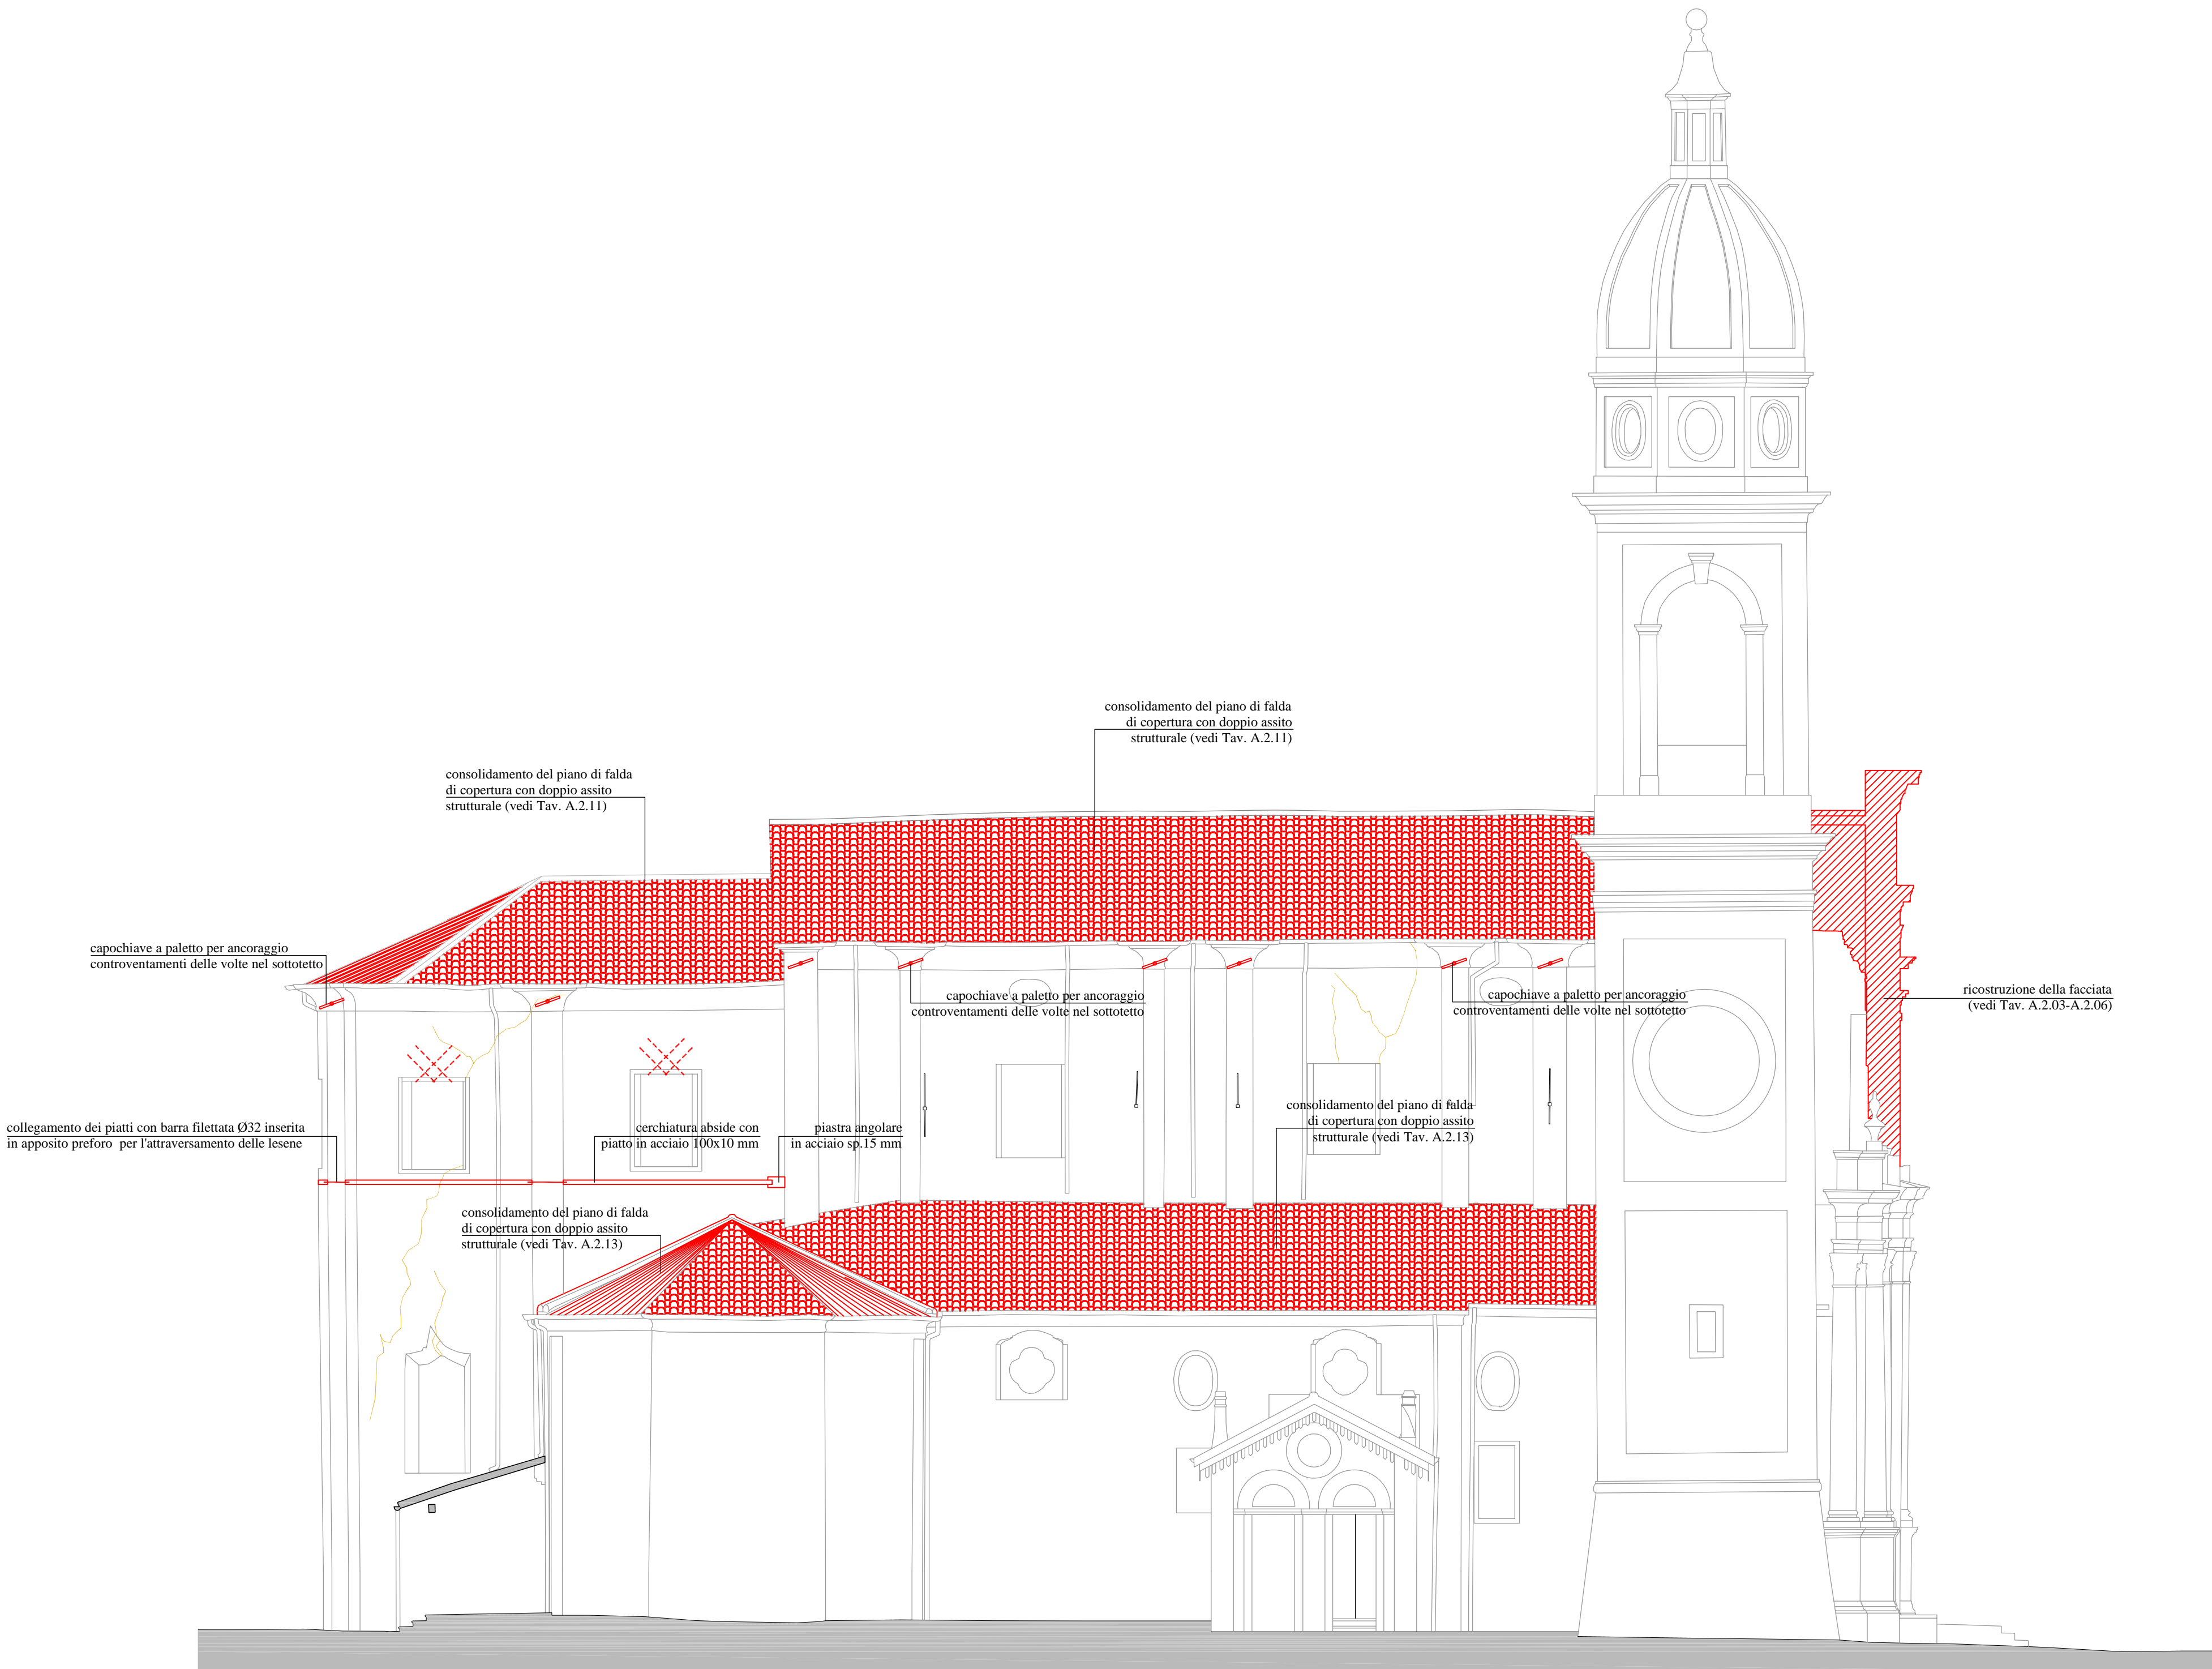 consolidamento del piano di falda
di copertura con doppio assito
strutturale (vedi Tav. A.2.11)
consolidamento del piano di falda
di copertura con doppio assito
strutturale (vedi Tav. A.2.11)
capochiave a paletto per ancoraggio
controventamenti delle volte nel sottotetto
capochiave a paletto per ancoraggio
controventamenti delle volte nel sottotetto
capochiave a paletto per ancoraggio
controventamenti delle volte nel sottotetto
ricostruzione della facciata
(vedi Tav. A.2.03-A.2.06)
collegamento dei piatti con barra filettata Ø32 inserita
in apposito preforo per l'attraversamento delle lesene
cerchiatura abside con
piatto in acciaio 100x10 mm
piastra angolare
in acciaio sp.15 mm
consolidamento del piano di falda
di copertura con doppio assito
strutturale (vedi Tav. A.2.13)
consolidamento del piano di falda
di copertura con doppio assito
strutturale (vedi Tav. A.2.13)